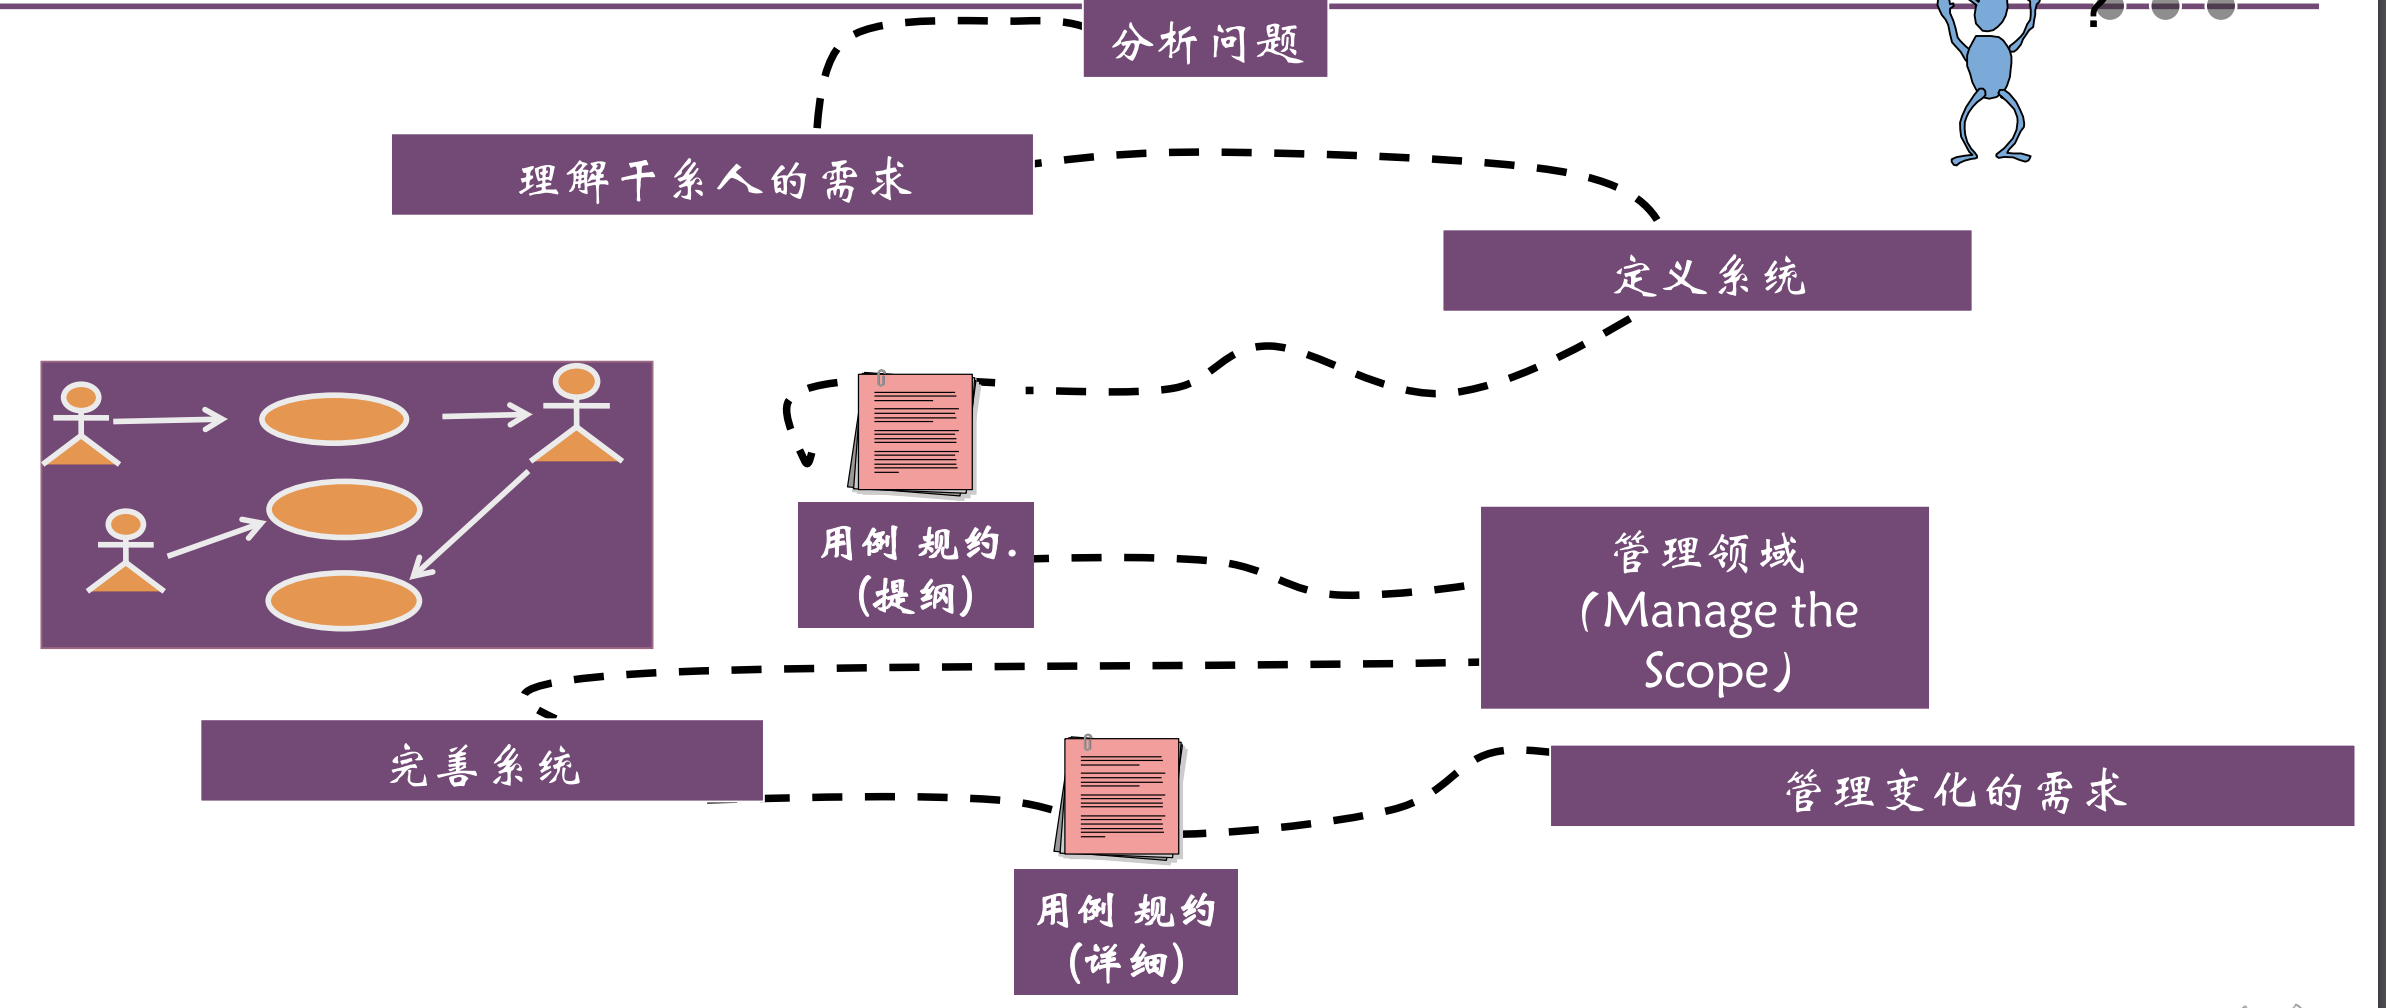 分析问题
?
理解干系人的需求
定义系统
用例 规约.
(提纲)
管理领域
(Manage the
Scope)
完善系统
管理变化的需求
用例 规约
(详细)